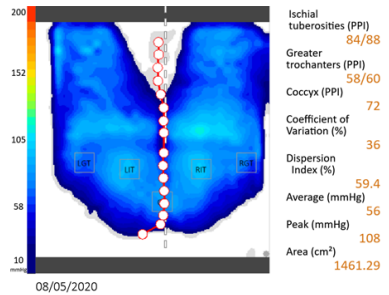 200
152
105
58
10
mmHg
LGT
LIT
RIT
RGT
08/05/2020
Ischial
tuberosities (PPI)
84/88
Greater
trochanters (PPI)
58/60
Coccyx (PPI)
72
Coefficient of
Variation (%)
36
Dispersion
Index (%)
59.4
Average (mmHg)
56
Peak (mmHg)
108
Area (cm²)
1461.29